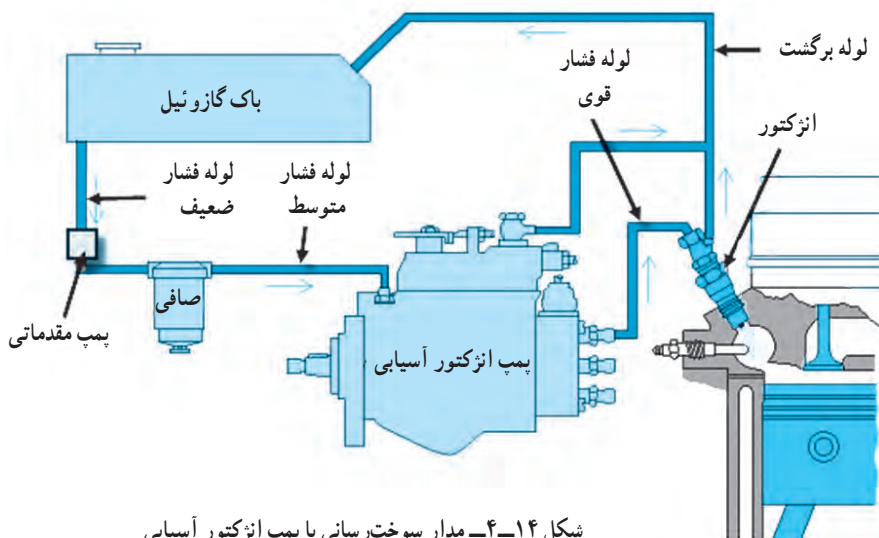 لوله برگشت
لوله فشار
قوی
انژکتور
باک گازوئیل
لوله فشار
متوسط
لوله فشار
ضعیف
صافی
پمپ مقدماتی
پمپ انژکتور آسیابی
شکل ۱۴ــ۴ــ مدار سوخت‌رسانی با پمپ انژکتور آسیابی